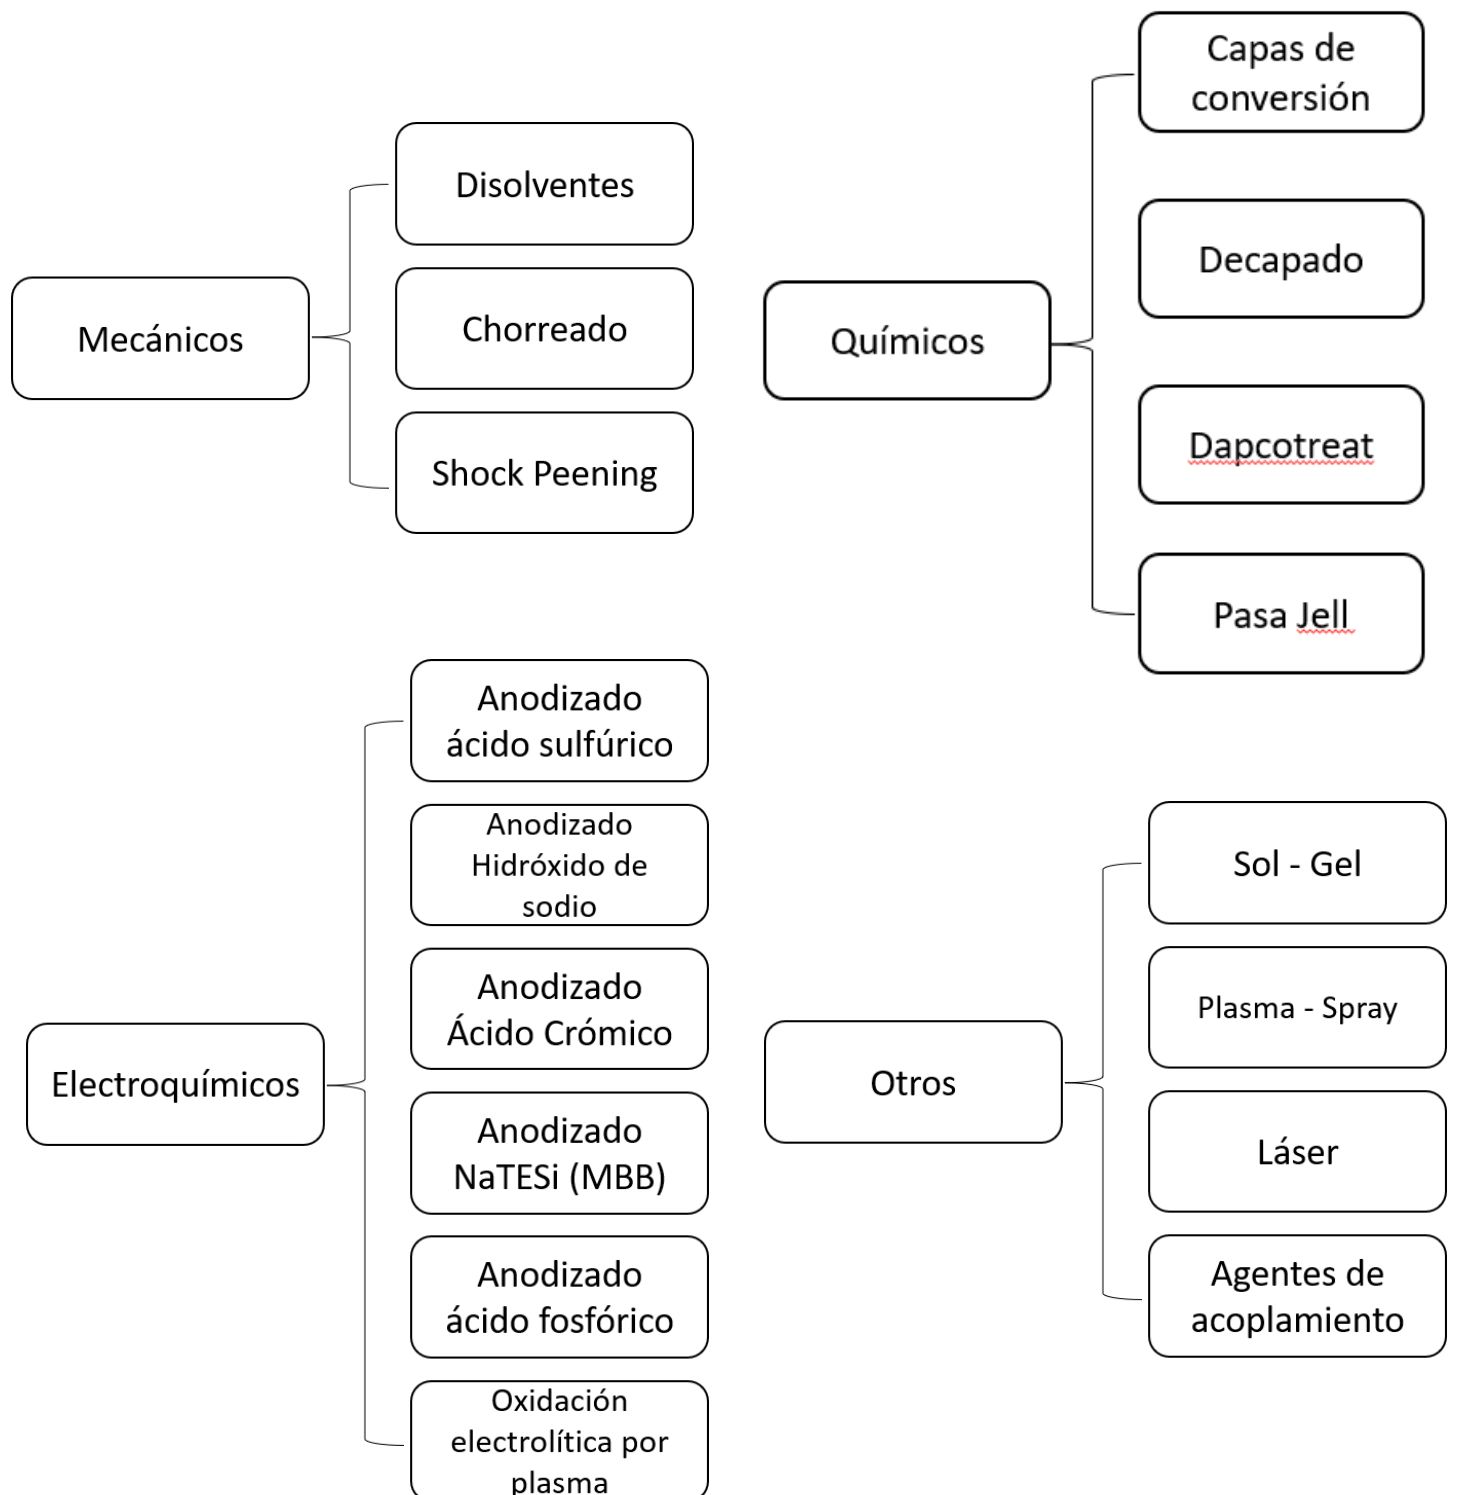 Mecánicos
Disolventes
Chorreado
Shock Peening
Químicos
Capas de
conversión
Decapado
Dapcotreat
Pasa Jell
Electroquímicos
Anodizado
ácido sulfúrico
Anodizado
Hidróxido de
sodio
Anodizado
Ácido Crómico
Anodizado
NaTESi (MBB)
Anodizado
ácido fosfórico
Oxidación
electrolítica por
plasma
Otros
Sol - Gel
Plasma - Spray
Láser
Agentes de
acoplamiento